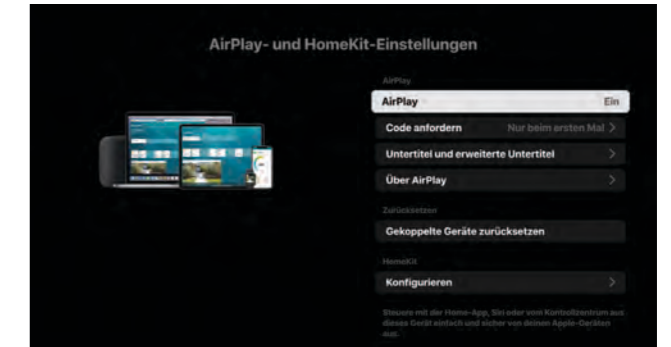 AirPlay- und HomeKit-Einstellungen
AirPlay
AirPlay Ein
Code anfordern Nur beim ersten Mal >
Untertitel und erweiterte Untertitel >
Über AirPlay >
Zurücksetzen
Gekoppelte Geräte zurücksetzen
HomeKit
Konfigurieren >
Steuere mit der Home-App, Siri oder vom Kontrollzentrum aus
dieses Gerät einfach und sicher von deinen Apple-Geräten
aus.